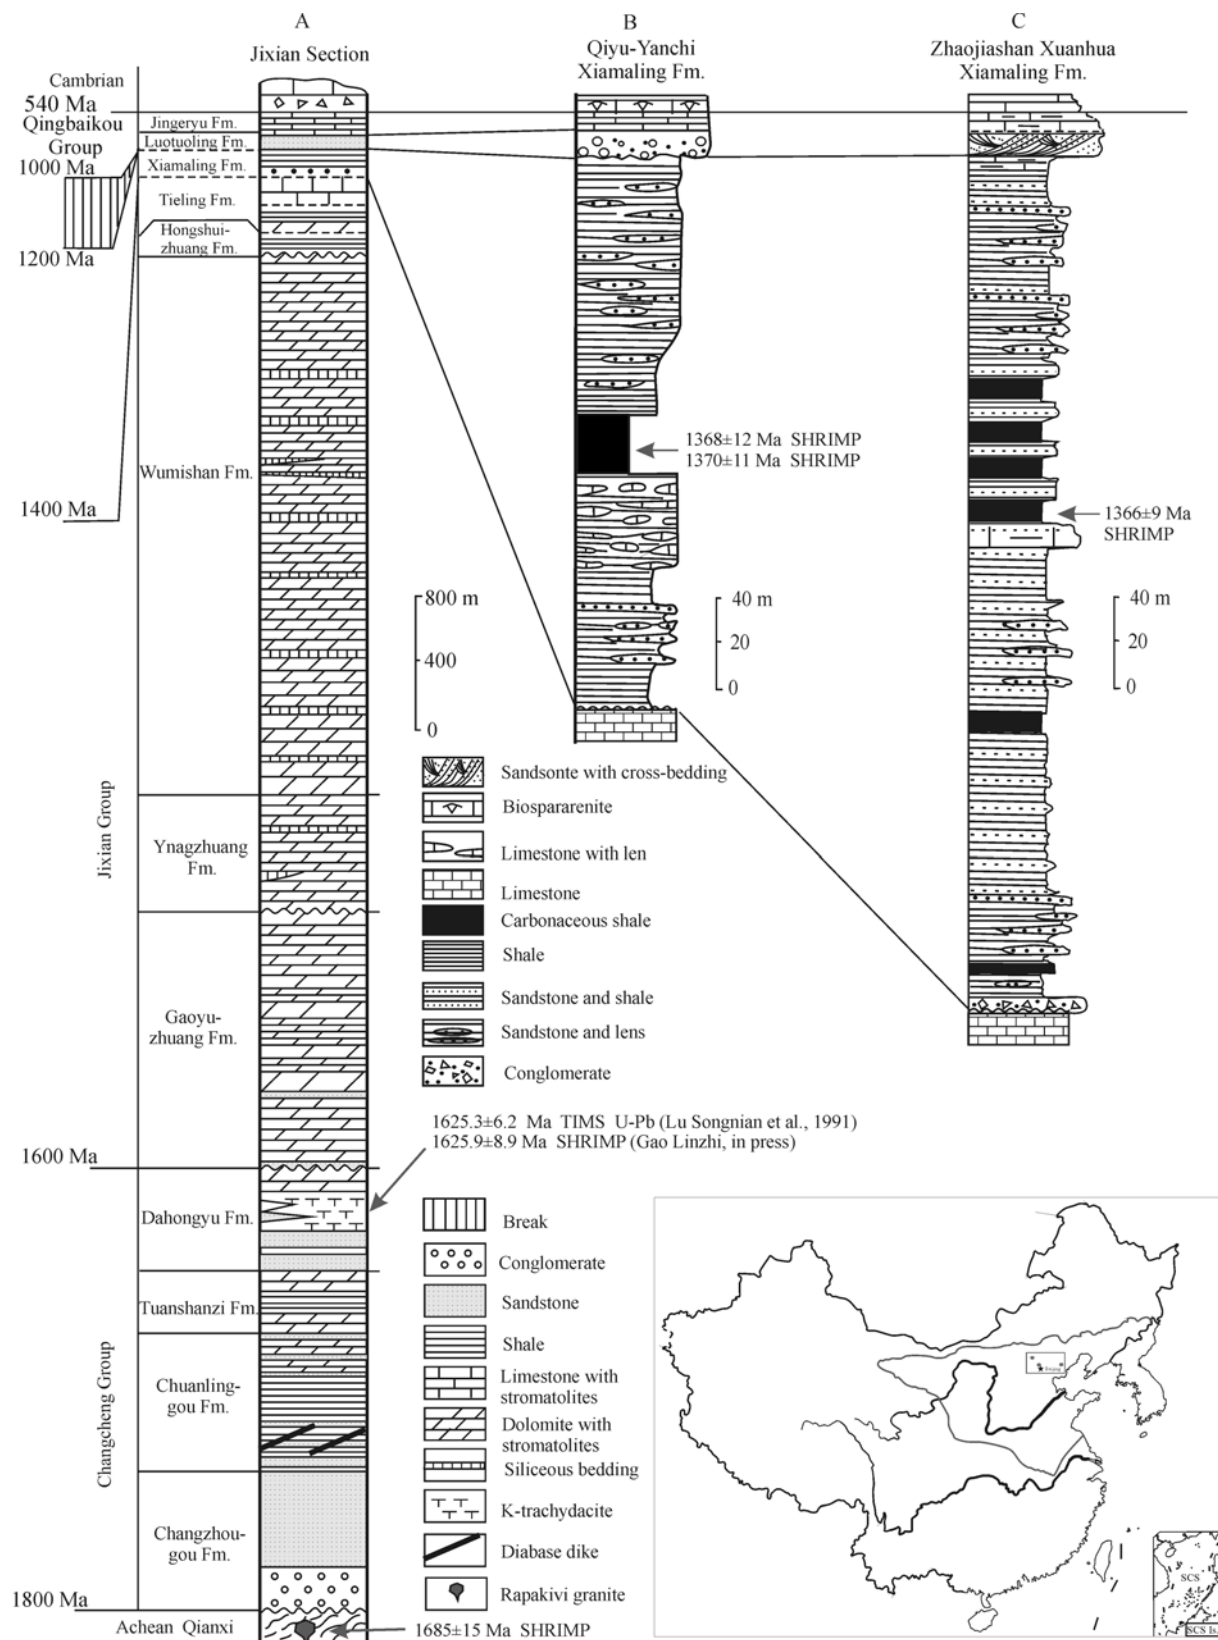 A
Jixian Section
B
Qiyu-Yanchi
Xiamaling Fm.
C
Zhaojiashan Xuanhua
Xiamaling Fm.
Cambrian
540 Ma
Qingbaikou
Group
1000 Ma
1200 Ma
1400 Ma
1600 Ma
1800 Ma
Jingeryu Fm.
Luotuoling Fm.
Xiamaling Fm.
Tieling Fm.
Hongshui-
zhuang Fm.
Wumishan Fm.
Jixian Group
Ynagzhuang
Fm.
Gaoyu-
zhuang Fm.
Dahongyu Fm.
Tuanshanzi Fm.
Changcheng Group
Chuanling-
gou Fm.
Changzhou-
gou Fm.
Achean Qianxi
1368±12 Ma SHRIMP
1370±11 Ma SHRIMP
1366±9 Ma
SHRIMP
800 m
400
0
40 m
20
0
40 m
20
0
Sandsonte with cross-bedding
Biospararenite
Limestone with len
Limestone
Carbonaceous shale
Shale
Sandstone and shale
Sandstone and lens
Conglomerate
1625.3±6.2 Ma TIMS U-Pb (Lu Songnian et al., 1991)
1625.9±8.9 Ma SHRIMP (Gao Linzhi, in press)
Break
Conglomerate
Sandstone
Shale
Limestone with
stromatolites
Dolomite with
stromatolites
Siliceous bedding
K-trachydacite
Diabase dike
Rapakivi granite
1685±15 Ma SHRIMP
SCS
SCS Is.